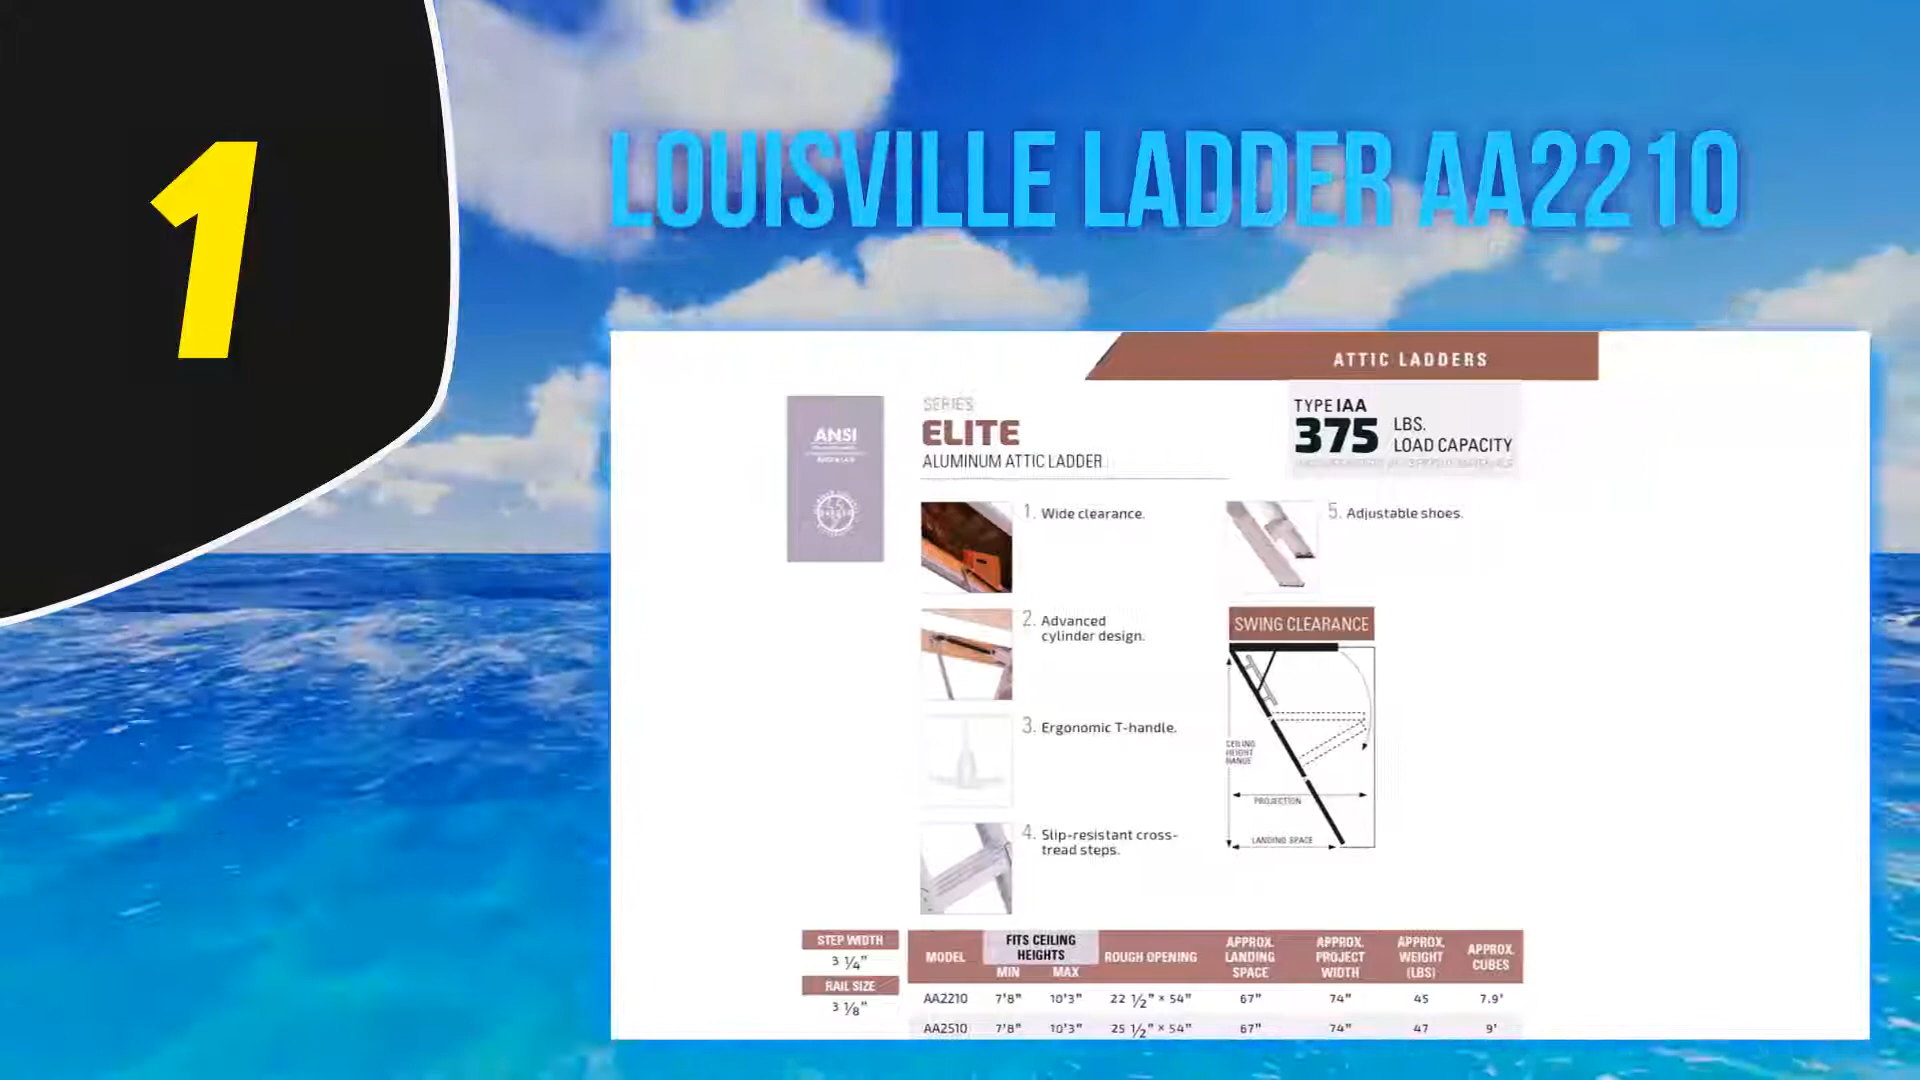 1
LOUISVILLE LADDER AA2210
ATTIC LADDERS
ANSI
SERIES
ELITE
ALUMINUM ATTIC LADDER
TYPE IAA
375 LBS.
LOAD CAPACITY
1. Wide clearance.
2. Advanced
cylinder design.
3. Ergonomic T-handle.
4. Slip-resistant cross-
tread steps.
5. Adjustable shoes.
SWING CLEARANCE
CEILING
HEIGHT
RANGE
PROJECTION
LANDING SPACE
STEP WIDTH
3 1/4"
RAIL SIZE
3 1/8"
MODEL FITS CEILING HEIGHTS MIN MAX ROUGH OPENING APPROX. LANDING SPACE APPROX. PROJECT WIDTH APPROX. WEIGHT (LBS) APPROX. CUBES
AA2210 7'8" 10'3" 22 1/2" × 54" 67" 74" 45 7.9'
AA2510 7'8" 10'3" 25 1/2" × 54" 67" 74" 47 9'